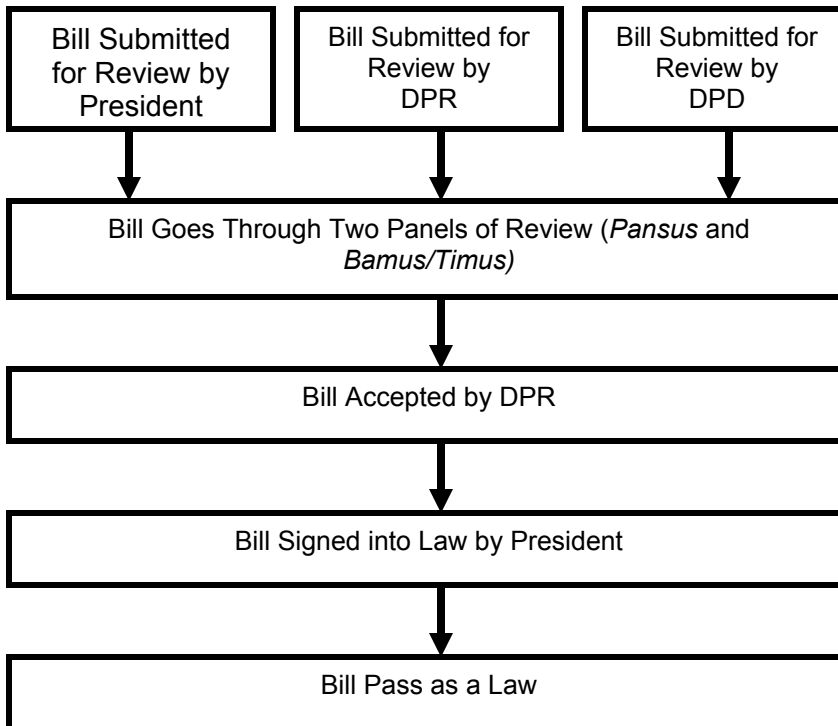 Bill Submitted
for Review by
President
Bill Submitted for
Review by
DPR
Bill Submitted for
Review by
DPD
Bill Goes Through Two Panels of Review (Pansus and
Bamus/Timus)
Bill Accepted by DPR
Bill Signed into Law by President
Bill Pass as a Law